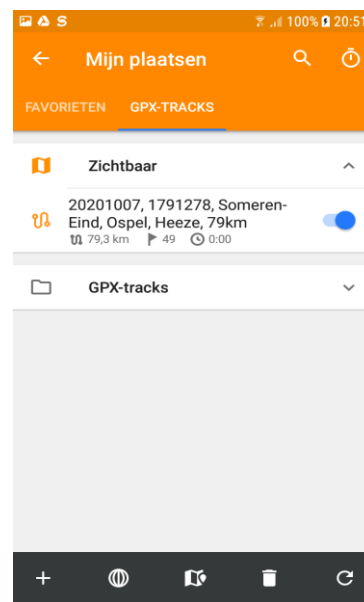 S 100% 20:51
Mijn plaatsen
FAVORIETEN GPX-TRACKS
Zichtbaar
20201007, 1791278, Someren-
Eind, Ospel, Heeze, 79km
79,3 km 49 0:00
GPX-tracks